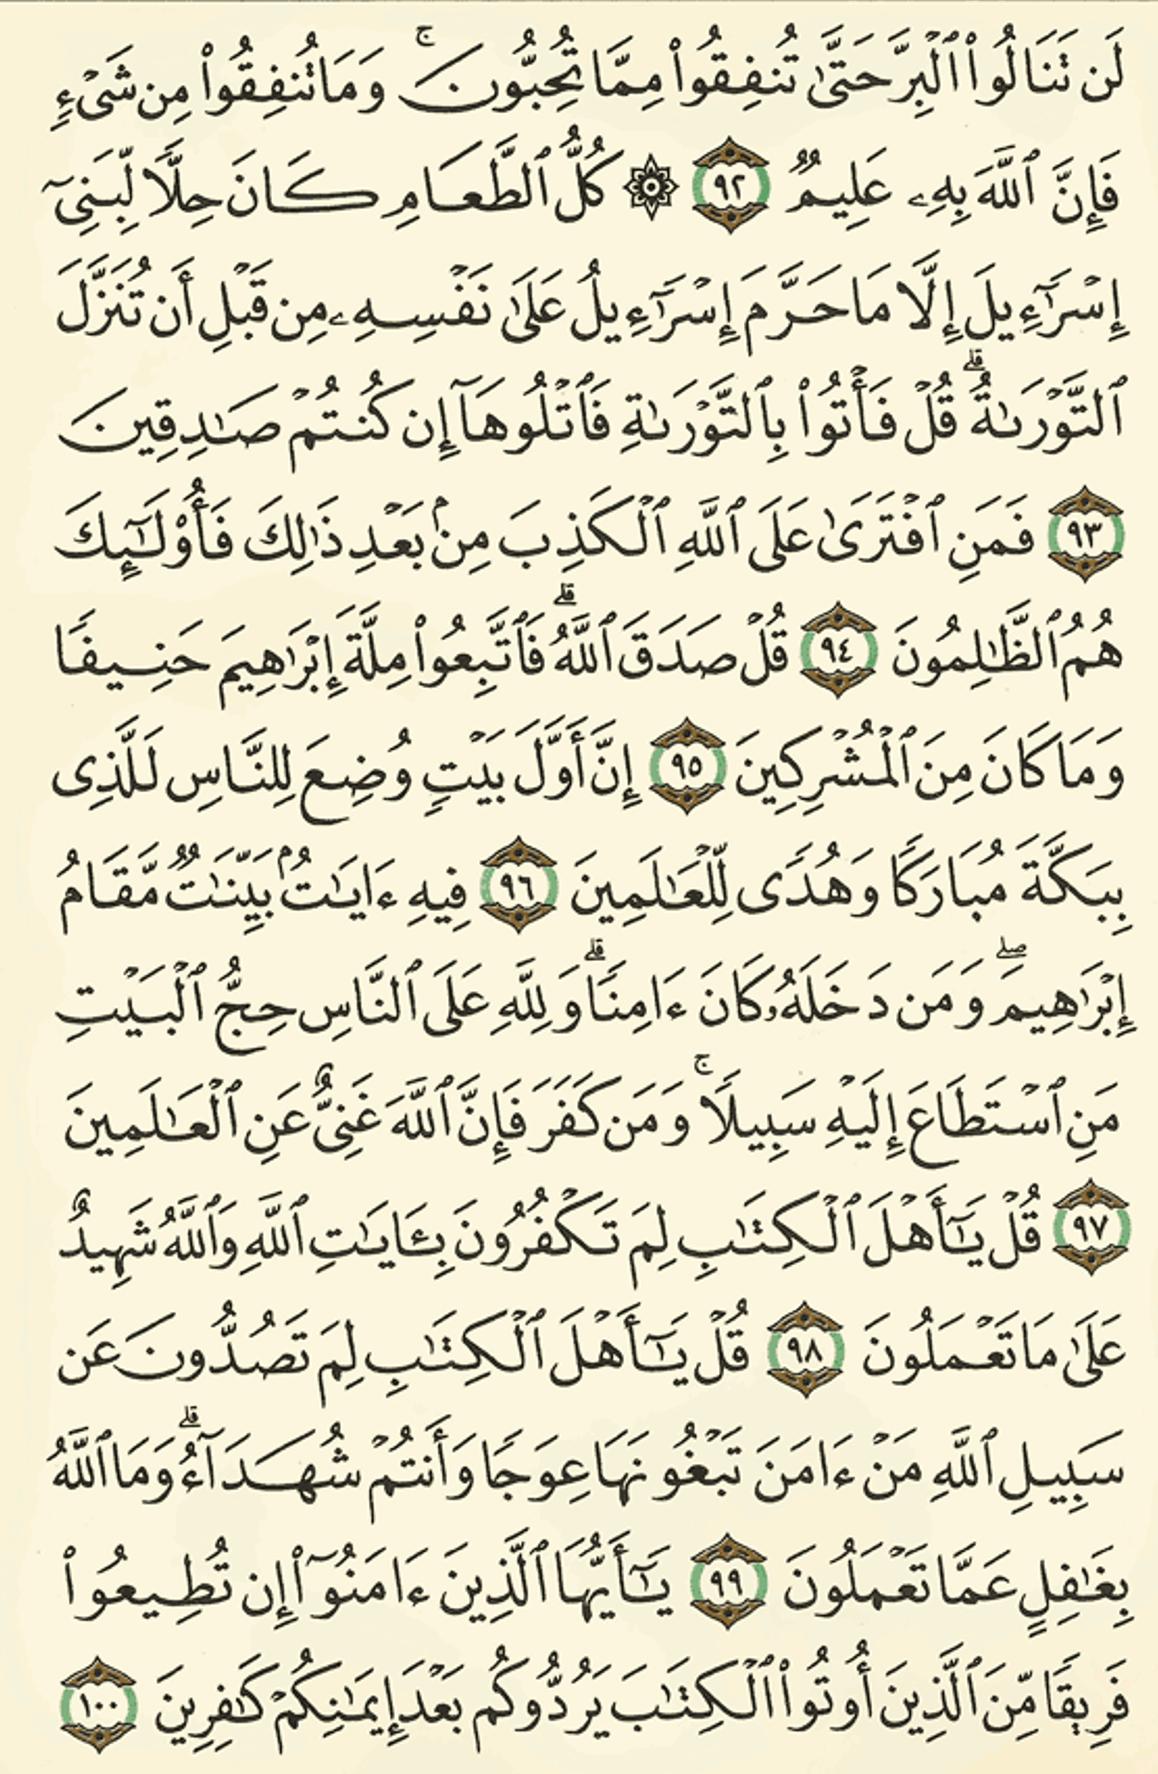 لَن تَنَالُوا۟ ٱلْبِرَّ حَتَّىٰ تُنفِقُوا۟ مِمَّا تُحِبُّونَ ۚ وَمَا تُنفِقُوا۟ مِن شَىْءٍ
فَإِنَّ ٱللَّهَ بِهِۦ عَلِيمٌ ٩٢ ۞ كُلُّ ٱلطَّعَامِ كَانَ حِلًّا لِّبَنِىٓ
إِسْرَٰٓءِيلَ إِلَّا مَا حَرَّمَ إِسْرَٰٓءِيلُ عَلَىٰ نَفْسِهِۦ مِن قَبْلِ أَن تُنَزَّلَ
ٱلتَّوْرَىٰةُ ۗ قُلْ فَأْتُوا۟ بِٱلتَّوْرَىٰةِ فَٱتْلُوهَآ إِن كُنتُمْ صَـٰدِقِينَ
٩٣ فَمَنِ ٱفْتَرَىٰ عَلَى ٱللَّهِ ٱلْكَذِبَ مِنۢ بَعْدِ ذَٰلِكَ فَأُو۟لَـٰٓئِكَ
هُمُ ٱلظَّـٰلِمُونَ ٩٤ قُلْ صَدَقَ ٱللَّهُ ۗ فَٱتَّبِعُوا۟ مِلَّةَ إِبْرَٰهِيمَ حَنِيفًا
وَمَا كَانَ مِنَ ٱلْمُشْرِكِينَ ٩٥ إِنَّ أَوَّلَ بَيْتٍ وُضِعَ لِلنَّاسِ لَلَّذِى
بِبَكَّةَ مُبَارَكًا وَهُدًى لِّلْعَـٰلَمِينَ ٩٦ فِيهِ ءَايَـٰتٌۢ بَيِّنَـٰتٌ مَّقَامُ
إِبْرَٰهِيمَ ۖ وَمَن دَخَلَهُۥ كَانَ ءَامِنًا ۗ وَلِلَّهِ عَلَى ٱلنَّاسِ حِجُّ ٱلْبَيْتِ
مَنِ ٱسْتَطَاعَ إِلَيْهِ سَبِيلًا ۚ وَمَن كَفَرَ فَإِنَّ ٱللَّهَ غَنِىٌّ عَنِ ٱلْعَـٰلَمِينَ
٩٧ قُلْ يَـٰٓأَهْلَ ٱلْكِتَـٰبِ لِمَ تَكْفُرُونَ بِـَٔايَـٰتِ ٱللَّهِ وَٱللَّهُ شَهِيدٌ
عَلَىٰ مَا تَعْمَلُونَ ٩٨ قُلْ يَـٰٓأَهْلَ ٱلْكِتَـٰبِ لِمَ تَصُدُّونَ عَن
سَبِيلِ ٱللَّهِ مَنْ ءَامَنَ تَبْغُونَهَا عِوَجًا وَأَنتُمْ شُهَدَآءُ ۗ وَمَا ٱللَّهُ
بِغَـٰفِلٍ عَمَّا تَعْمَلُونَ ٩٩ يَـٰٓأَيُّهَا ٱلَّذِينَ ءَامَنُوٓا۟ إِن تُطِيعُوا۟
فَرِيقًا مِّنَ ٱلَّذِينَ أُوتُوا۟ ٱلْكِتَـٰبَ يَرُدُّوكُم بَعْدَ إِيمَـٰنِكُمْ كَـٰفِرِينَ ١٠٠